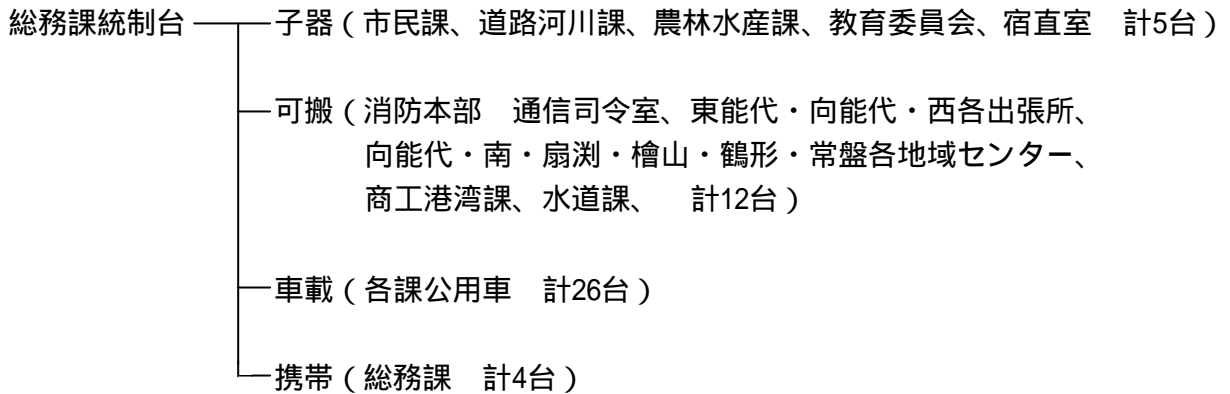 総務課統制台 子器(市民課、道路河川課、農林水産課、教育委員会、宿直室　計5台)
可搬(消防本部　通信司令室、東能代・向能代・西各出張所、
向能代・南・扇渕・檜山・鶴形・常盤各地域センター、
商工港湾課、水道課、　計12台)
車載(各課公用車　計26台)
携帯(総務課　計4台)